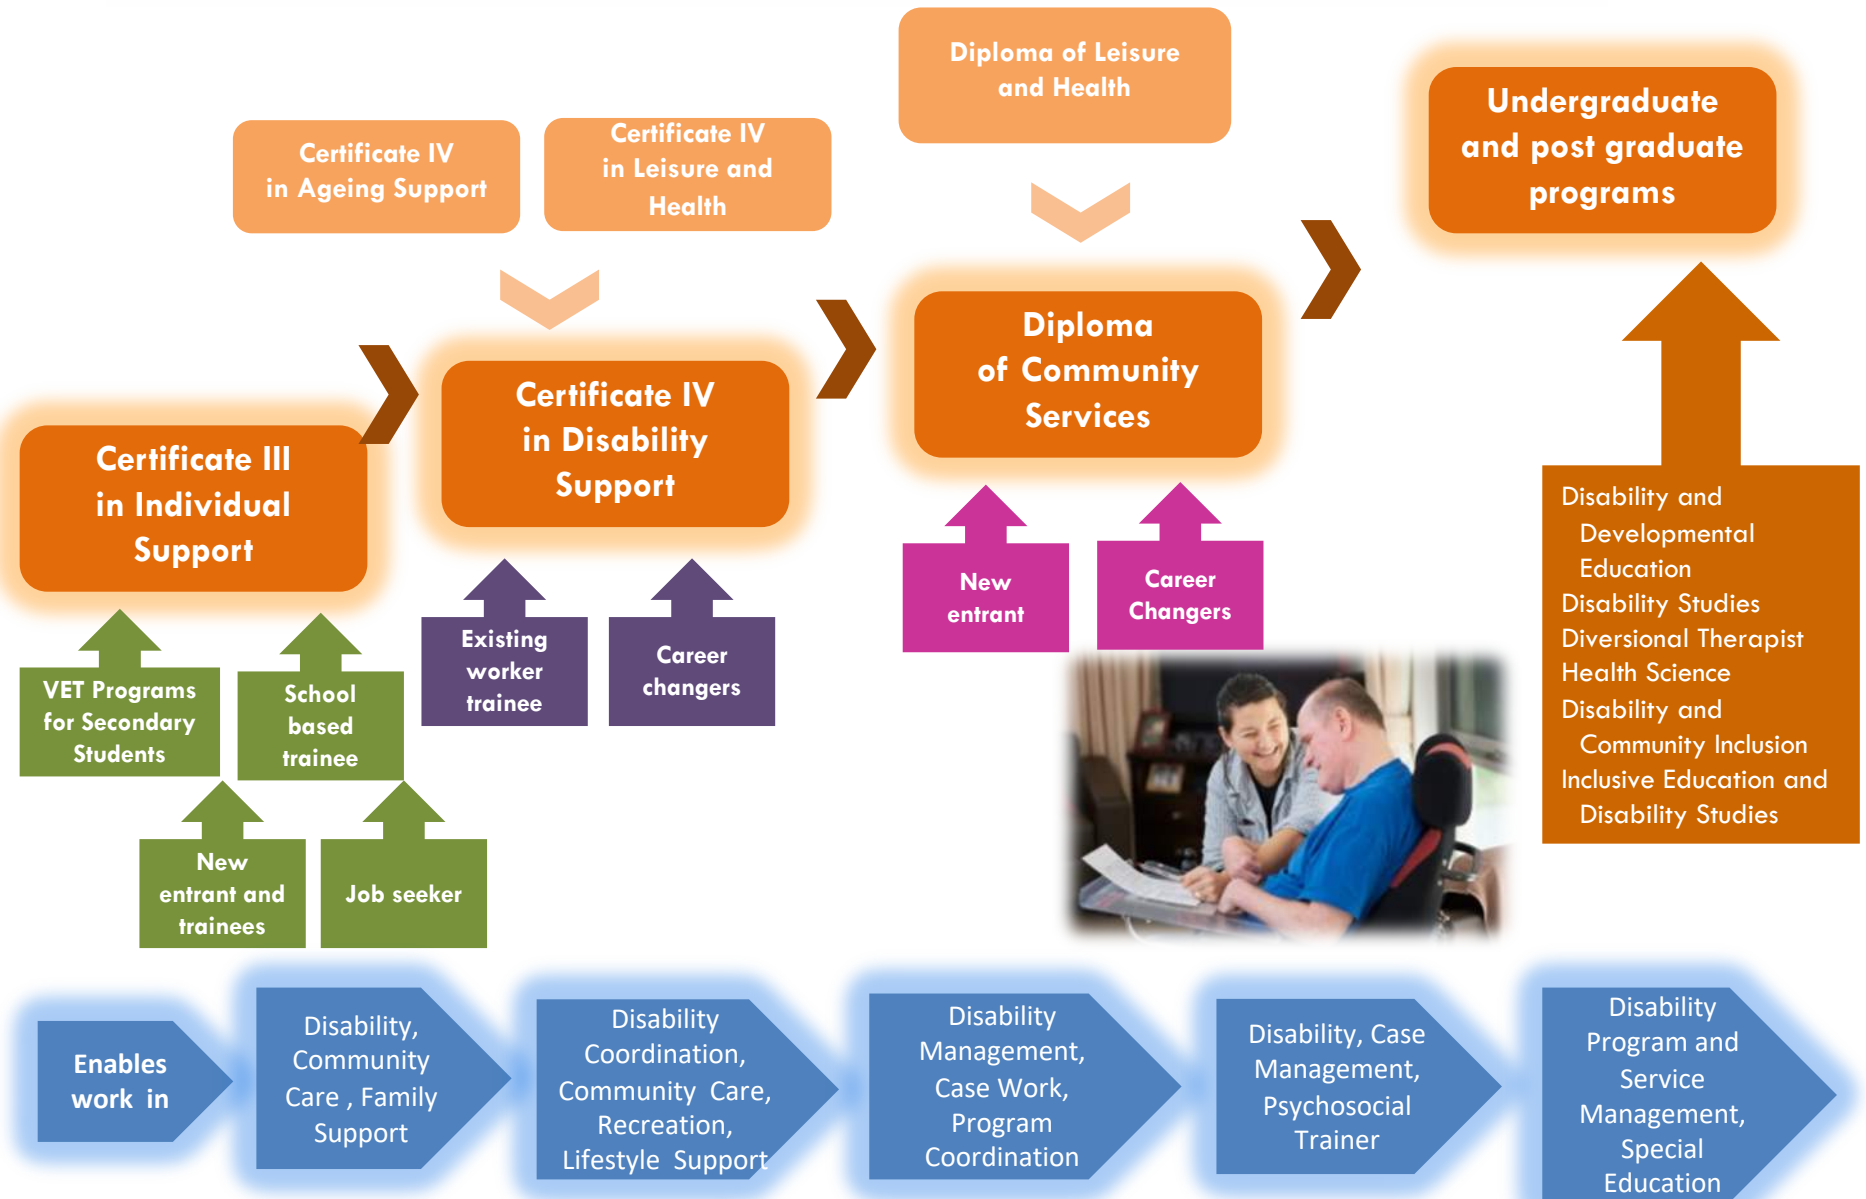 Diploma of Leisure
and Health
Undergraduate
and post graduate
programs
Certificate IV
in Ageing Support
Certificate IV
in Leisure and
Health
Diploma
of Community
Services
Certificate IV
in Disability
Support
Certificate III
in Individual
Support
VET Programs
for Secondary
Students
School
based
trainee
New
entrant and
trainees
Job seeker
Existing
worker
trainee
Career
changers
New
entrant
Career
Changers
Disability and
Developmental
Education
Disability Studies
Diversional Therapist
Health Science
Disability and
Community Inclusion
Inclusive Education and
Disability Studies
Enables
work in
Disability,
Community
Care , Family
Support
Disability
Coordination,
Community Care,
Recreation,
Lifestyle Support
Disability
Management,
Case Work,
Program
Coordination
Disability, Case
Management,
Psychosocial
Trainer
Disability
Program and
Service
Management,
Special
Education